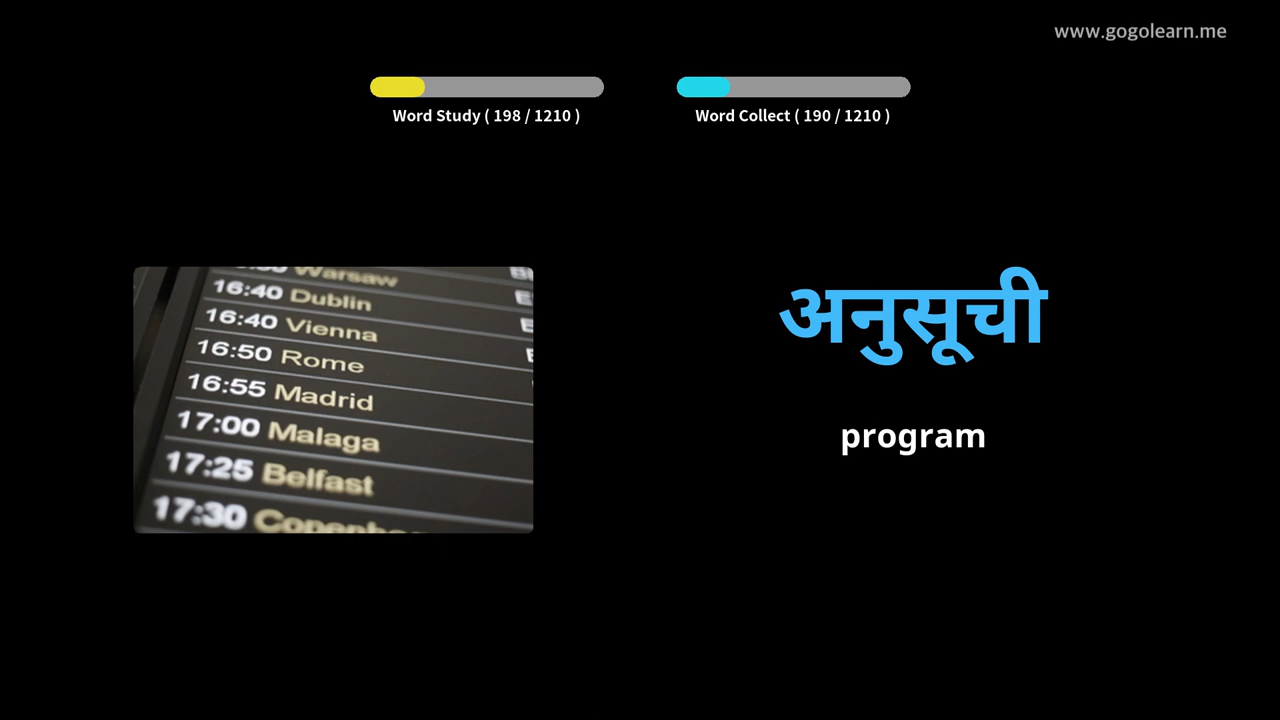 www.gogolearn.me
Word Study ( 198 / 1210 )
Word Collect ( 190 / 1210 )
Warsaw
16:40 Dublin
16:40 Vienna
16:50 Rome
16:55 Madrid
17:00 Malaga
17:25 Belfast
17:30
अनुसूची
program